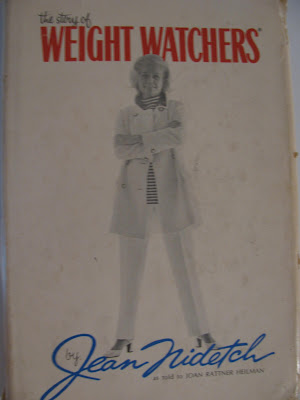 the story of
WEIGHT WATCHERS®
by
Jean Nidetch
as told to JOAN RATTNER HEILMAN